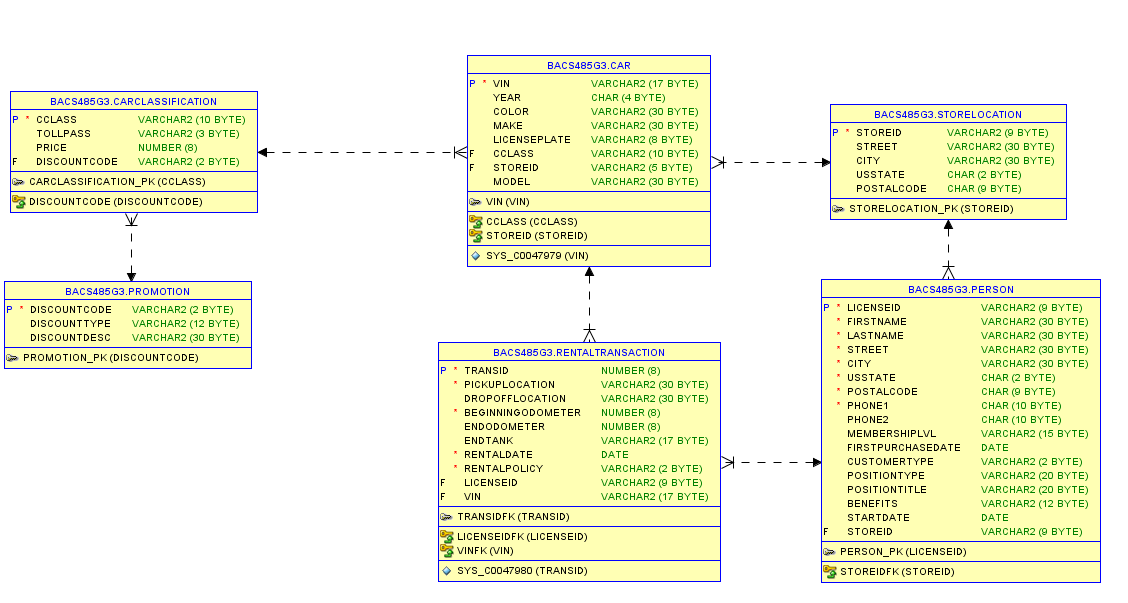 BACS485G3.CARCLASSIFICATION
P * CCLASS VARCHAR2 (10 BYTE)
TOLLPASS VARCHAR2 (3 BYTE)
PRICE NUMBER (8)
F DISCOUNTCODE VARCHAR2 (2 BYTE)
CARCLASSIFICATION_PK (CCLASS)
DISCOUNTCODE (DISCOUNTCODE)
BACS485G3.PROMOTION
P * DISCOUNTCODE VARCHAR2 (2 BYTE)
DISCOUNTTYPE VARCHAR2 (12 BYTE)
DISCOUNTDESC VARCHAR2 (30 BYTE)
PROMOTION_PK (DISCOUNTCODE)
BACS485G3.CAR
P * VIN VARCHAR2 (17 BYTE)
YEAR CHAR (4 BYTE)
COLOR VARCHAR2 (30 BYTE)
MAKE VARCHAR2 (30 BYTE)
LICENSEPLATE VARCHAR2 (8 BYTE)
F CCLASS VARCHAR2 (10 BYTE)
F STOREID VARCHAR2 (5 BYTE)
MODEL VARCHAR2 (30 BYTE)
VIN (VIN)
CCLASS (CCLASS)
STOREID (STOREID)
SYS_C0047979 (VIN)
BACS485G3.RENTALTRANSACTION
P * TRANSID NUMBER (8)
* PICKUPLOCATION VARCHAR2 (30 BYTE)
DROPOFFLOCATION VARCHAR2 (30 BYTE)
* BEGINNINGODOMETER NUMBER (8)
ENDODOMETER NUMBER (8)
ENDTANK VARCHAR2 (17 BYTE)
* RENTALDATE DATE
* RENTALPOLICY VARCHAR2 (2 BYTE)
F LICENSEID VARCHAR2 (9 BYTE)
F VIN VARCHAR2 (17 BYTE)
TRANSIDFK (TRANSID)
LICENSEIDFK (LICENSEID)
VINFK (VIN)
SYS_C0047980 (TRANSID)
BACS485G3.STORELOCATION
P * STOREID VARCHAR2 (9 BYTE)
STREET VARCHAR2 (30 BYTE)
CITY VARCHAR2 (30 BYTE)
USSTATE CHAR (2 BYTE)
POSTALCODE CHAR (9 BYTE)
STORELOCATION_PK (STOREID)
BACS485G3.PERSON
P * LICENSEID VARCHAR2 (9 BYTE)
* FIRSTNAME VARCHAR2 (30 BYTE)
* LASTNAME VARCHAR2 (30 BYTE)
* STREET VARCHAR2 (30 BYTE)
* CITY VARCHAR2 (30 BYTE)
* USSTATE CHAR (2 BYTE)
* POSTALCODE CHAR (9 BYTE)
* PHONE1 CHAR (10 BYTE)
PHONE2 CHAR (10 BYTE)
MEMBERSHIPLVL VARCHAR2 (15 BYTE)
FIRSTPURCHASEDATE DATE
CUSTOMERTYPE VARCHAR2 (2 BYTE)
POSITIONTYPE VARCHAR2 (20 BYTE)
POSITIONTITLE VARCHAR2 (20 BYTE)
BENEFITS VARCHAR2 (12 BYTE)
STARTDATE DATE
F STOREID VARCHAR2 (9 BYTE)
PERSON_PK (LICENSEID)
STOREIDFK (STOREID)